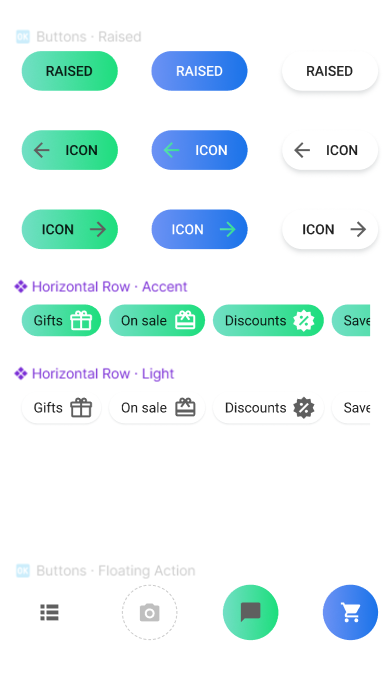 🆗 Buttons · Raised
RAISED RAISED RAISED
ICON ICON ICON
ICON ICON ICON
❖ Horizontal Row · Accent
Gifts On sale Discounts Save
❖ Horizontal Row · Light
Gifts On sale Discounts Save
🆗 Buttons · Floating Action